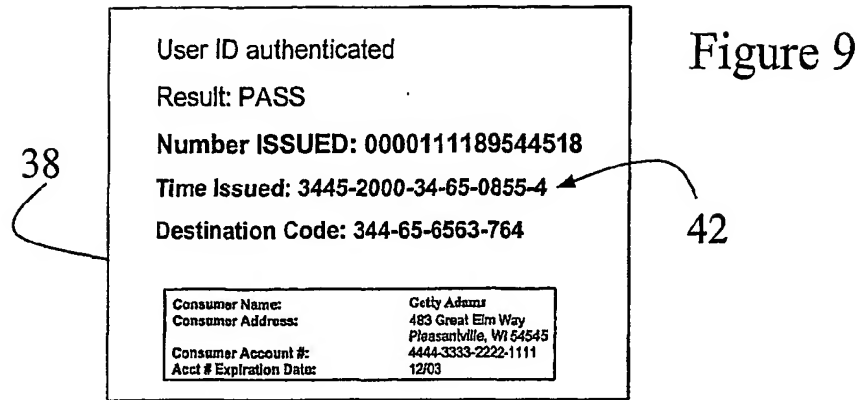 Figure 9
User ID authenticated
Result: PASS
Number ISSUED: 0000111189544518
38
Time Issued: 3445-2000-34-65-0855-4
42
Destination Code: 344-65-6563-764
Consumer Name: Getty Adams
Consumer Address: 483 Great Elm Way
Pleasantville, WI 54545
Consumer Account #: 4444-3333-2222-1111
Acct # Expiration Date: 12/03